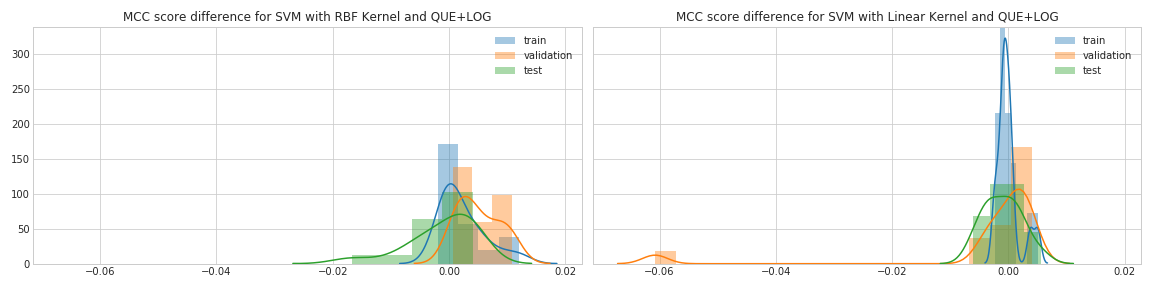 MCC score difference for SVM with RBF Kernel and QUE+LOG
train
validation
test
300
250
200
150
100
50
0
−0.06 −0.04 −0.02 0.00 0.02
MCC score difference for SVM with Linear Kernel and QUE+LOG
train
validation
test
−0.06 −0.04 −0.02 0.00 0.02